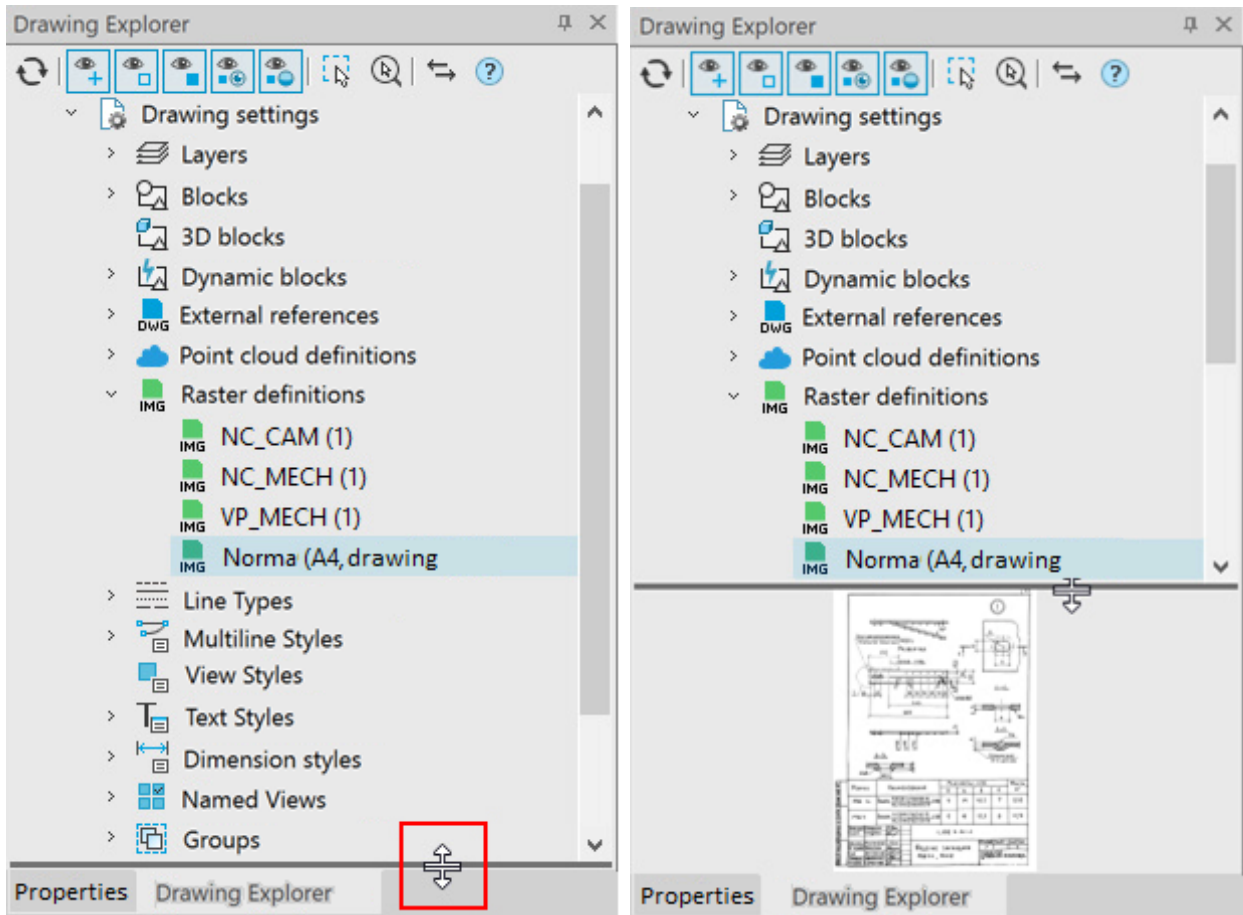 Drawing Explorer
Drawing settings
Layers
Blocks
3D blocks
Dynamic blocks
DWG External references
Point cloud definitions
IMG Raster definitions
IMG NC_CAM (1)
IMG NC_MECH (1)
IMG VP_MECH (1)
IMG Norma (A4, drawing
Line Types
Multiline Styles
View Styles
Text Styles
Dimension styles
Named Views
Groups
Properties Drawing Explorer
Drawing Explorer
Drawing settings
Layers
Blocks
3D blocks
Dynamic blocks
DWG External references
Point cloud definitions
IMG Raster definitions
IMG NC_CAM (1)
IMG NC_MECH (1)
IMG VP_MECH (1)
IMG Norma (A4, drawing
Properties Drawing Explorer